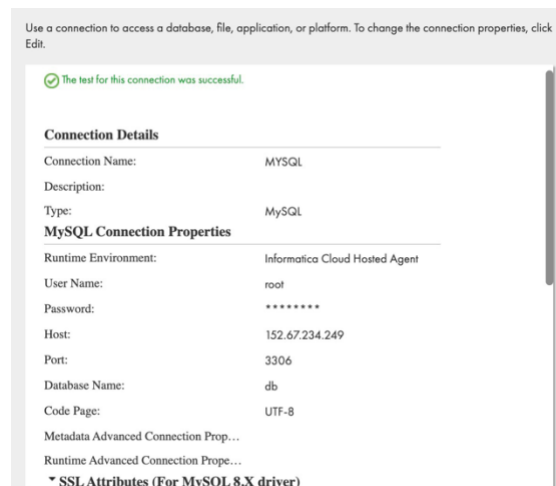 Use a connection to access a database, file, application, or platform. To change the connection properties, click
Edit.
The test for this connection was successful.
Connection Details
Connection Name: MYSQL
Description:
Type: MySQL
MySQL Connection Properties
Runtime Environment: Informatica Cloud Hosted Agent
User Name: root
Password: ********
Host: 152.67.234.249
Port: 3306
Database Name: db
Code Page: UTF-8
Metadata Advanced Connection Prop...
Runtime Advanced Connection Prope...
SSL Attributes (For MySQL 8.X driver)